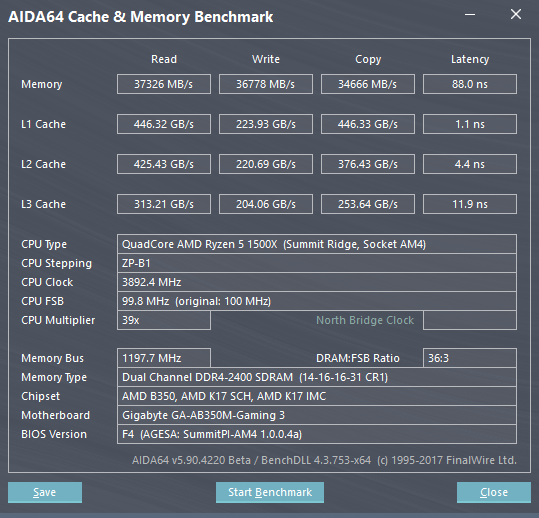 AIDA64 Cache & Memory Benchmark
Read Write Copy Latency
Memory 37326 MB/s 36778 MB/s 34666 MB/s 88.0 ns
L1 Cache 446.32 GB/s 223.93 GB/s 446.33 GB/s 1.1 ns
L2 Cache 425.43 GB/s 220.69 GB/s 376.43 GB/s 4.4 ns
L3 Cache 313.21 GB/s 204.06 GB/s 253.64 GB/s 11.9 ns
CPU Type QuadCore AMD Ryzen 5 1500X (Summit Ridge, Socket AM4)
CPU Stepping ZP-B1
CPU Clock 3892.4 MHz
CPU FSB 99.8 MHz (original: 100 MHz)
CPU Multiplier 39x North Bridge Clock
Memory Bus 1197.7 MHz DRAM:FSB Ratio 36:3
Memory Type Dual Channel DDR4-2400 SDRAM (14-16-16-31 CR1)
Chipset AMD B350, AMD K17 SCH, AMD K17 IMC
Motherboard Gigabyte GA-AB350M-Gaming 3
BIOS Version F4 (AGESA: SummitPI-AM4 1.0.0.4a)
AIDA64 v5.90.4220 Beta / BenchDLL 4.3.753-x64 (c) 1995-2017 FinalWire Ltd.
Save Start Benchmark Close